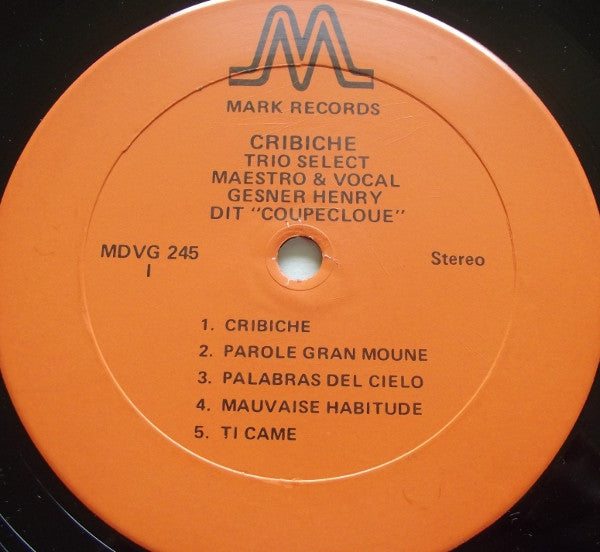 M
MARK RECORDS
CRIBICHE
TRIO SELECT
MAESTRO & VOCAL
GESNER HENRY
DIT "COUPECLOUE"
MDVG 245
I
Stereo
1. CRIBICHE
2. PAROLE GRAN MOUNE
3. PALABRAS DEL CIELO
4. MAUVAISE HABITUDE
5. TI CAME